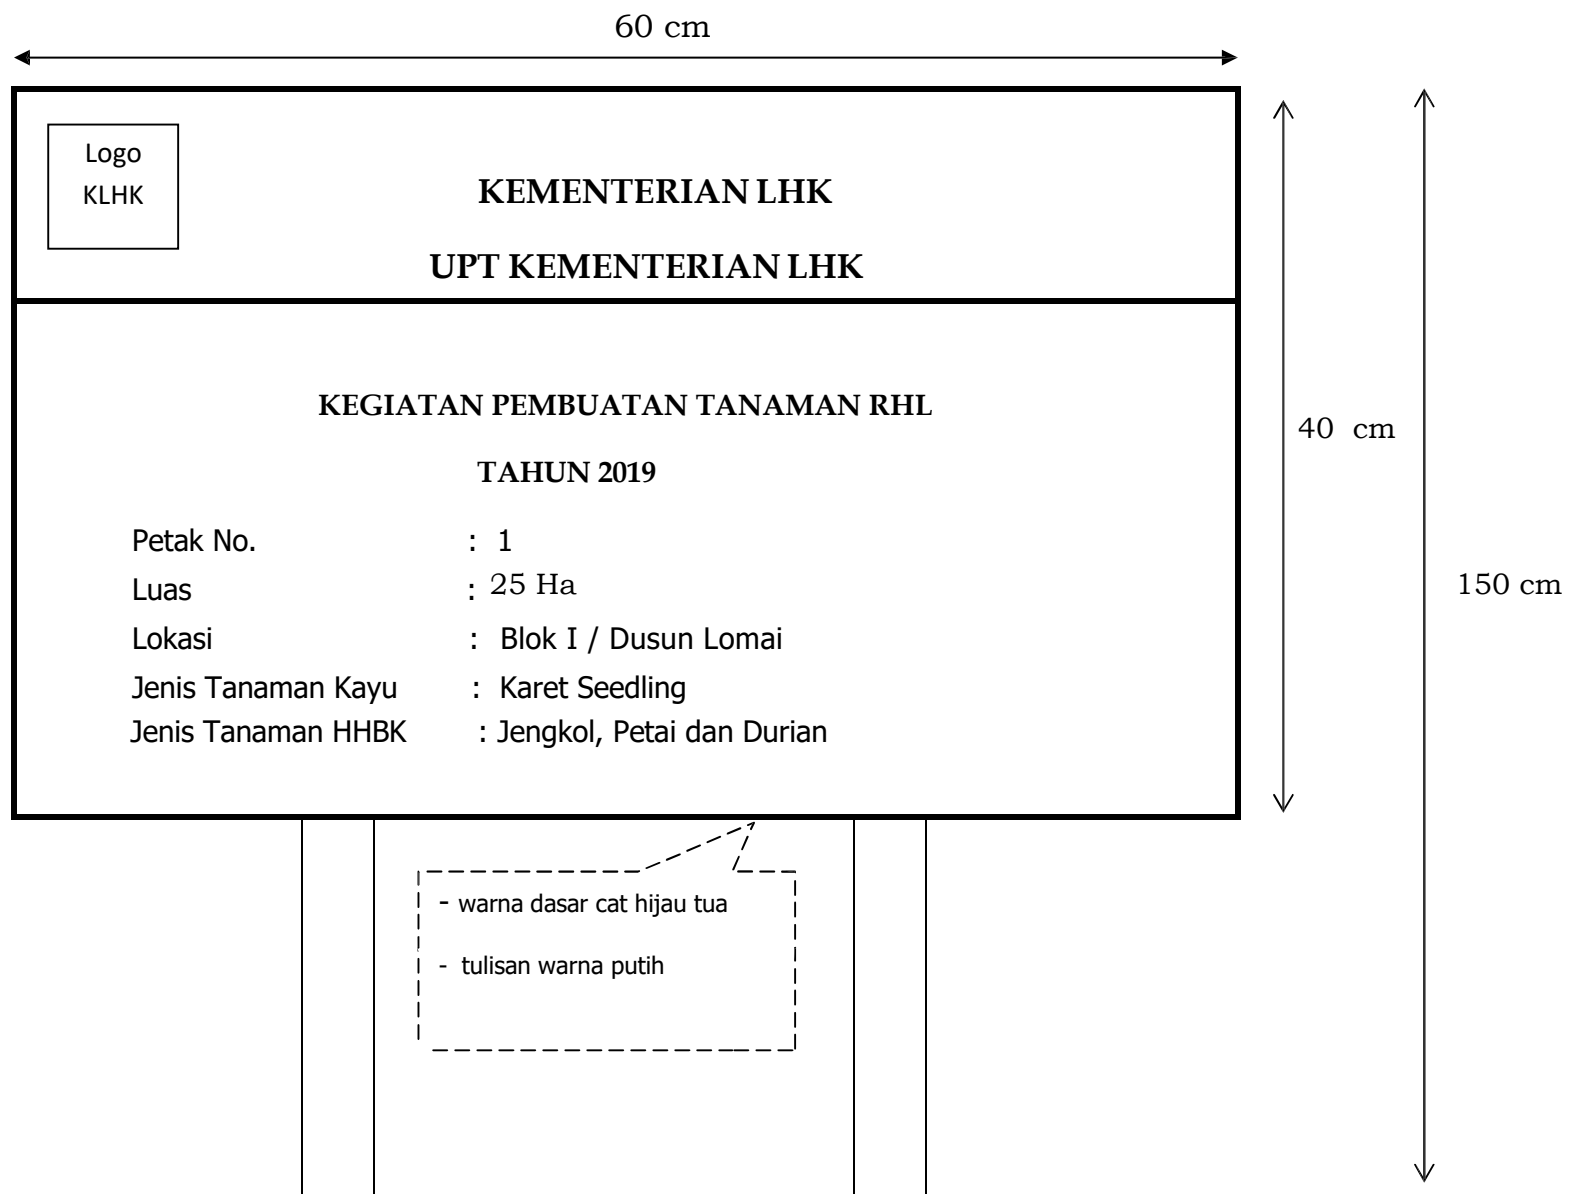 60 cm
Logo
KLHK
KEMENTERIAN LHK
UPT KEMENTERIAN LHK
KEGIATAN PEMBUATAN TANAMAN RHL
TAHUN 2019
40 cm
Petak No. : 1
Luas : 25 Ha
150 cm
Lokasi : Blok I / Dusun Lomai
Jenis Tanaman Kayu : Karet Seedling
Jenis Tanaman HHBK : Jengkol, Petai dan Durian
- warna dasar cat hijau tua
- tulisan warna putih